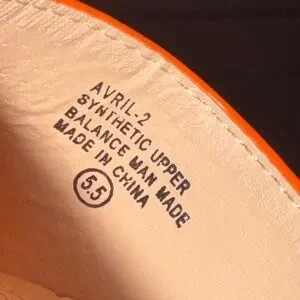 AVRIL-2
SYNTHETIC UPPER
BALANCE MAN MADE
MADE IN CHINA
5.5